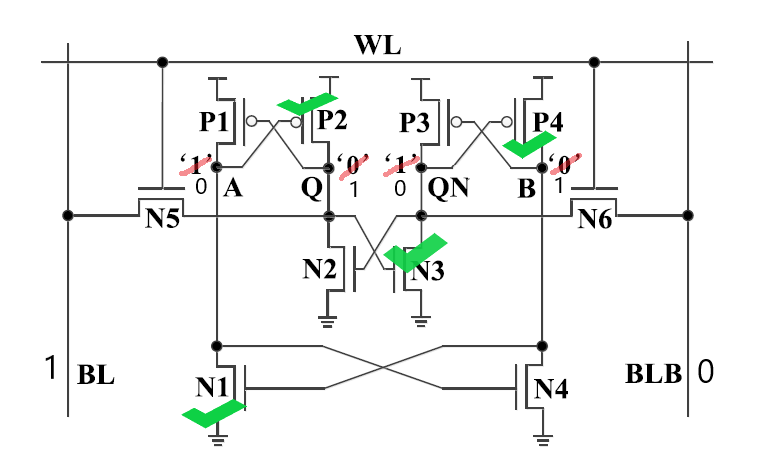 WL
P1 P2 P3 P4
‘1’ ‘0’ ‘1’ ‘0’
0 A Q 1 0 QN B 1
N5 N6
N2 N3
1 BL BLB 0
N1 N4